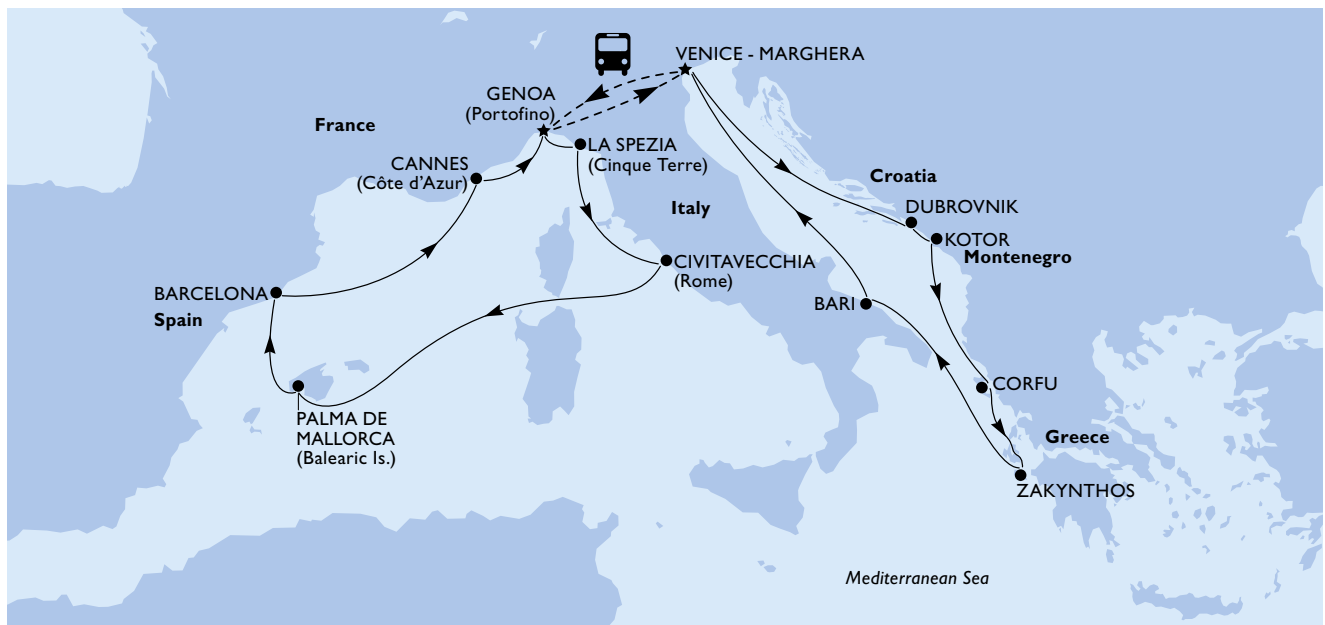 VENICE - MARGHERA
GENOA
(Portofino)
France
LA SPEZIA
(Cinque Terre)
CANNES
(Côte d’Azur)
Croatia
Italy
DUBROVNIK
KOTOR
Montenegro
CIVITAVECCHIA
(Rome)
BARCELONA
Spain
BARI
CORFU
PALMA DE
MALLORCA
(Balearic Is.)
Greece
ZAKYNTHOS
Mediterranean Sea